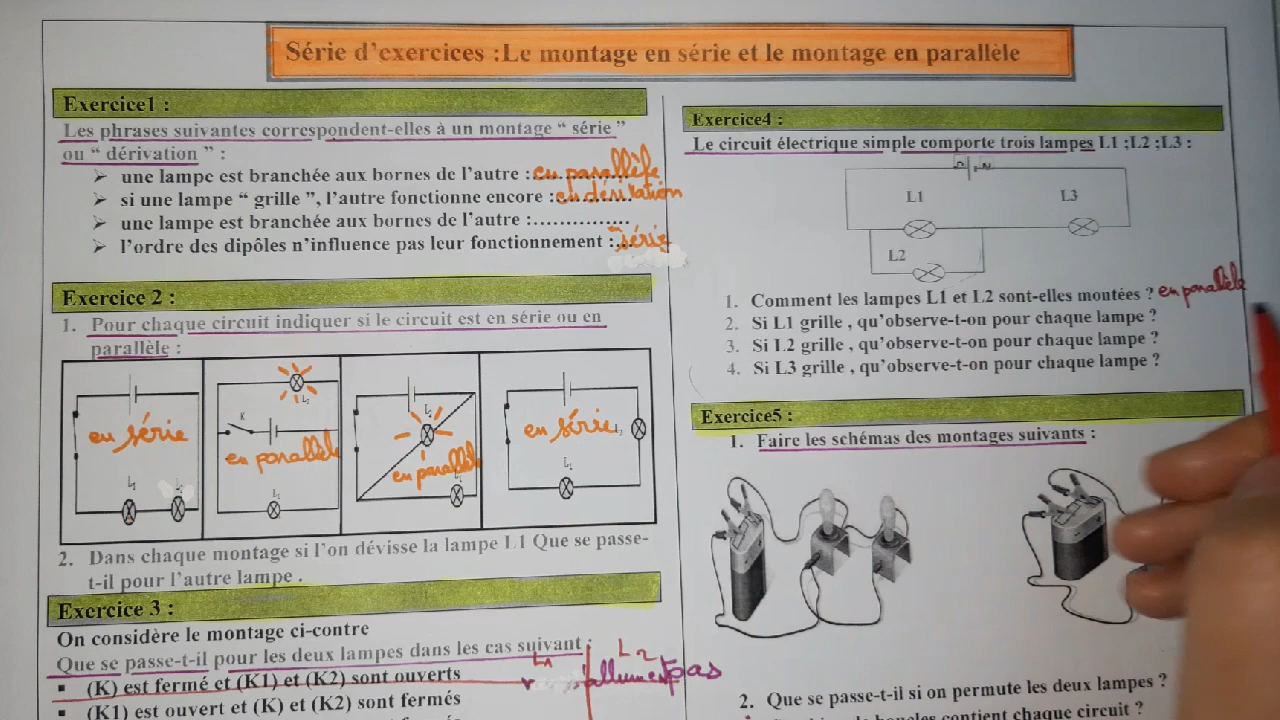 Série d'exercices :Le montage en série et le montage en parallèle
Exercice1 :
Les phrases suivantes correspondent-elles à un montage “ série ”
ou “ dérivation ” :
➢ une lampe est branchée aux bornes de l'autre :en parallèle
➢ si une lampe “ grille ”, l'autre fonctionne encore :en dérivation
➢ une lampe est branchée aux bornes de l'autre :……………
➢ l'ordre des dipôles n'influence pas leur fonctionnement :... en série
Exercice 2 :
1. Pour chaque circuit indiquer si le circuit est en série ou en
parallèle :
en série
L1
K
L2
en parallèle
L1
L2
en parallèle
en série
L1
2. Dans chaque montage si l'on dévisse la lampe L1 Que se passe-
t-il pour l'autre lampe .
Exercice 3 :
On considère le montage ci-contre
Que se passe-t-il pour les deux lampes dans les cas suivant :
L1
L2
▪ (K) est fermé et (K1) et (K2) sont ouverts
s'allument pas
▪ (K1) est ouvert et (K) et (K2) sont fermés
Exercice4 :
Le circuit électrique simple comporte trois lampes L1 ;L2 ;L3 :
L1
L3
L2
1. Comment les lampes L1 et L2 sont-elles montées ? en parallèle
2. Si L1 grille , qu'observe-t-on pour chaque lampe ?
3. Si L2 grille , qu'observe-t-on pour chaque lampe ?
4. Si L3 grille , qu'observe-t-on pour chaque lampe ?
Exercice5 :
1. Faire les schémas des montages suivants :
2. Que se passe-t-il si on permute les deux lampes ?
contient chaque circuit ?